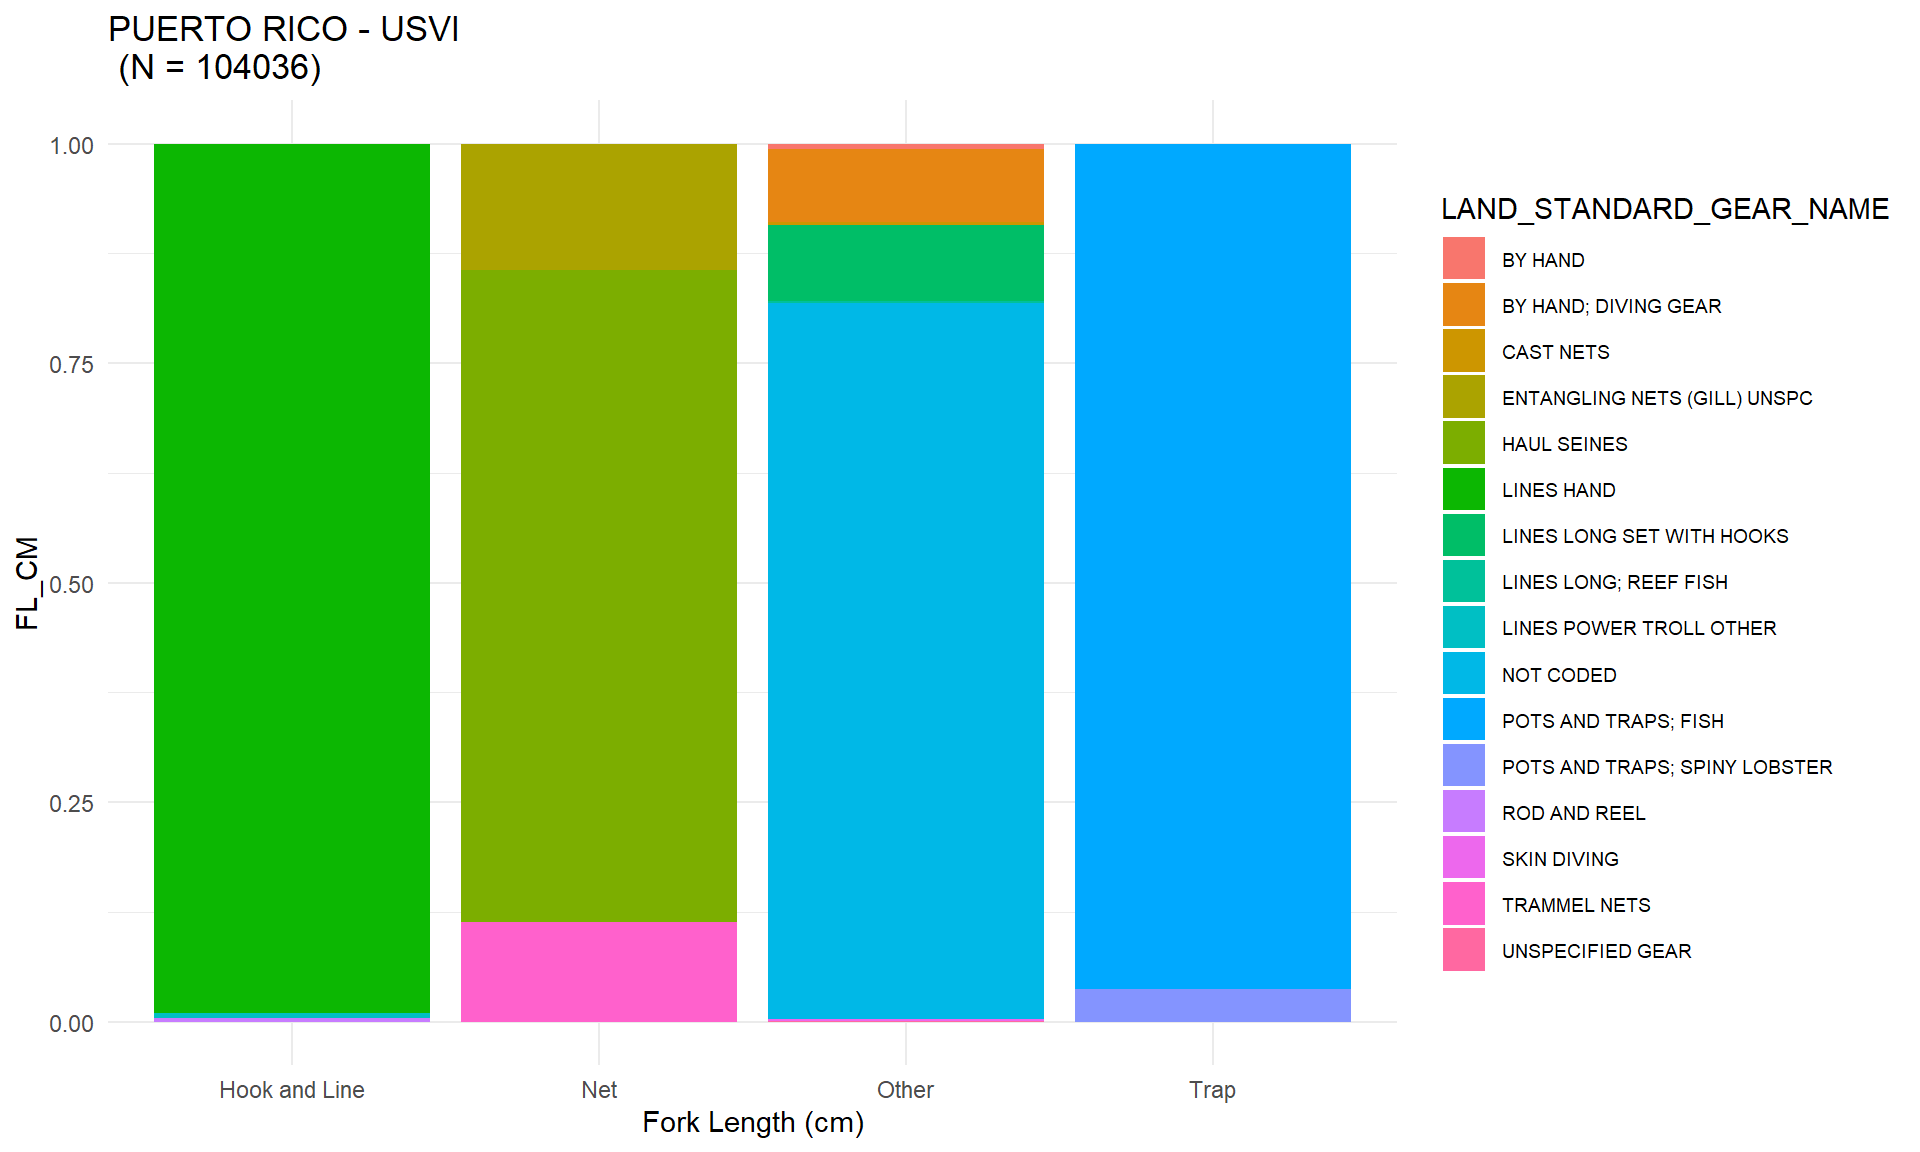 PUERTO RICO - USVI
(N = 104036)
1.00
0.75
0.50
0.25
0.00
FL_CM
Hook and Line
Net
Other
Trap
Fork Length (cm)
LAND_STANDARD_GEAR_NAME
BY HAND
BY HAND; DIVING GEAR
CAST NETS
ENTANGLING NETS (GILL) UNSPC
HAUL SEINES
LINES HAND
LINES LONG SET WITH HOOKS
LINES LONG; REEF FISH
LINES POWER TROLL OTHER
NOT CODED
POTS AND TRAPS; FISH
POTS AND TRAPS; SPINY LOBSTER
ROD AND REEL
SKIN DIVING
TRAMMEL NETS
UNSPECIFIED GEAR